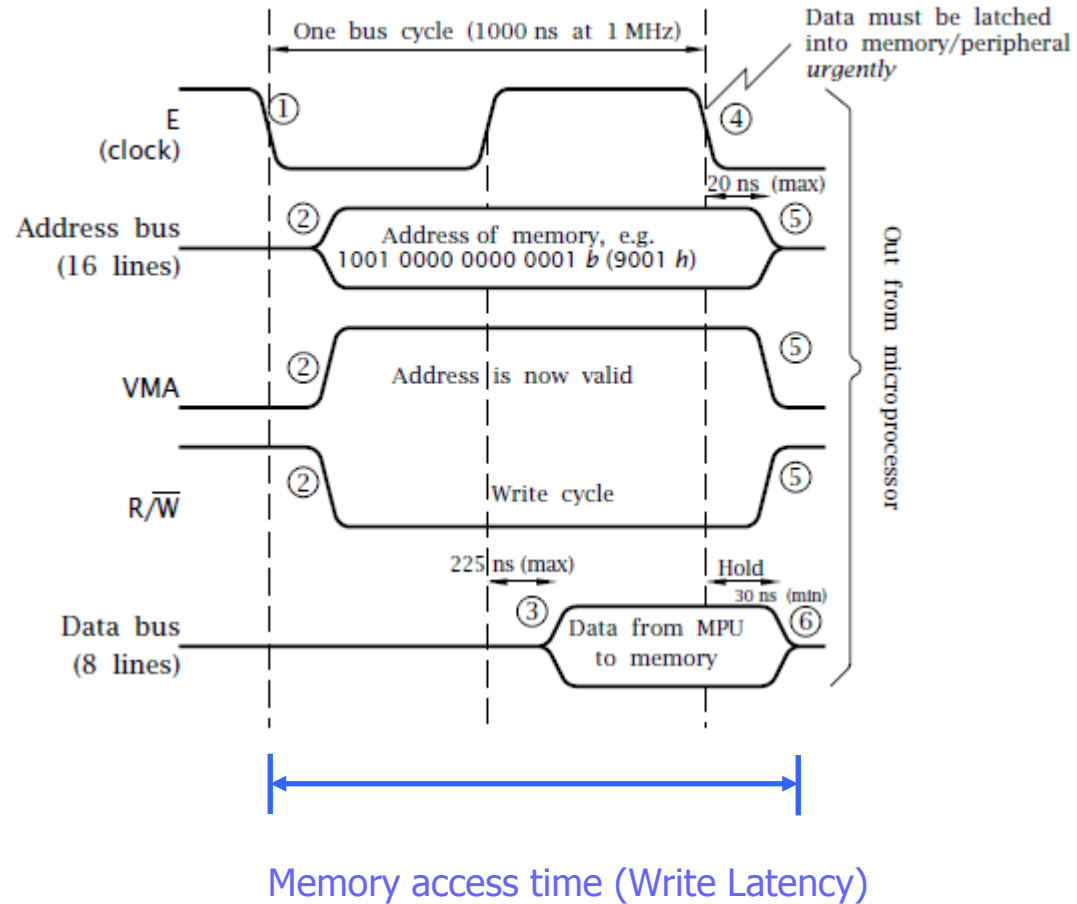 One bus cycle (1000 ns at 1 MHz)
Data must be latched
into memory/peripheral
urgently
E
(clock)
①
④
20 ns (max)
Address bus
(16 lines)
②
Address of memory, e.g.
1001 0000 0000 0001 b (9001 h)
⑤
VMA
②
Address is now valid
⑤
R/W̅
②
Write cycle
⑤
Out from microprocessor
225 ns (max)
Hold
30 ns (min)
Data bus
(8 lines)
③
Data from MPU
to memory
⑥
Memory access time (Write Latency)